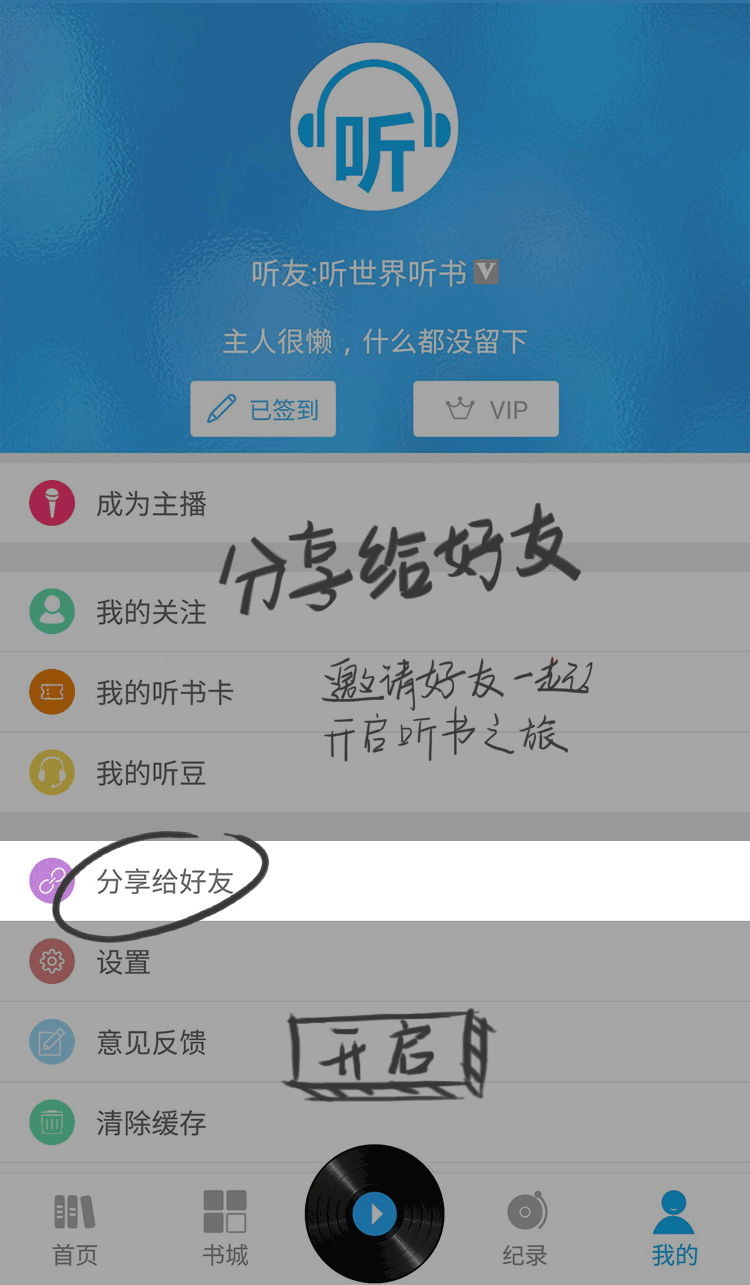 听
听友:听世界听书 V
主人很懒，什么都没留下
已签到
VIP
成为主播
分享给好友
我的关注
邀请好友一起
我的听书卡
开启听书之旅
我的听豆
分享给好友
设置
开启
意见反馈
清除缓存
首页
书城
纪录
我的